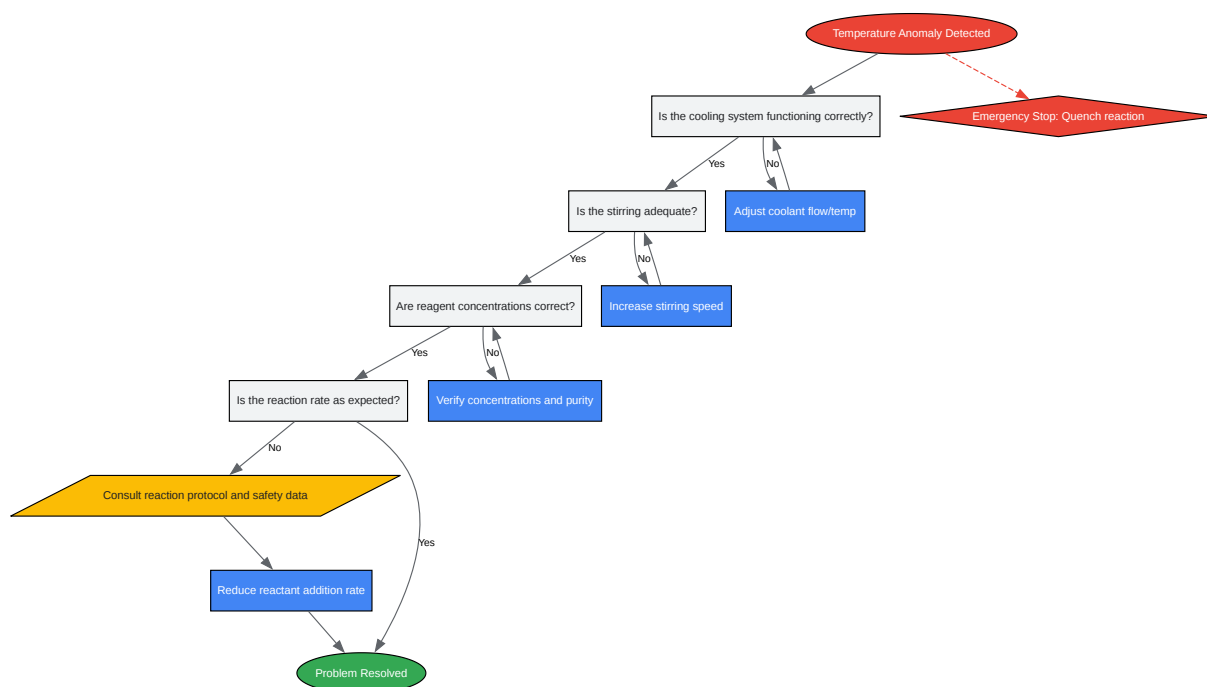 Temperature Anomaly Detected
Is the cooling system functioning correctly?
Emergency Stop: Quench reaction
Yes
No
Is the stirring adequate?
Adjust coolant flow/temp
Yes
No
Are reagent concentrations correct?
Increase stirring speed
Yes
No
Is the reaction rate as expected?
Verify concentrations and purity
No
Consult reaction protocol and safety data
Yes
Reduce reactant addition rate
Problem Resolved